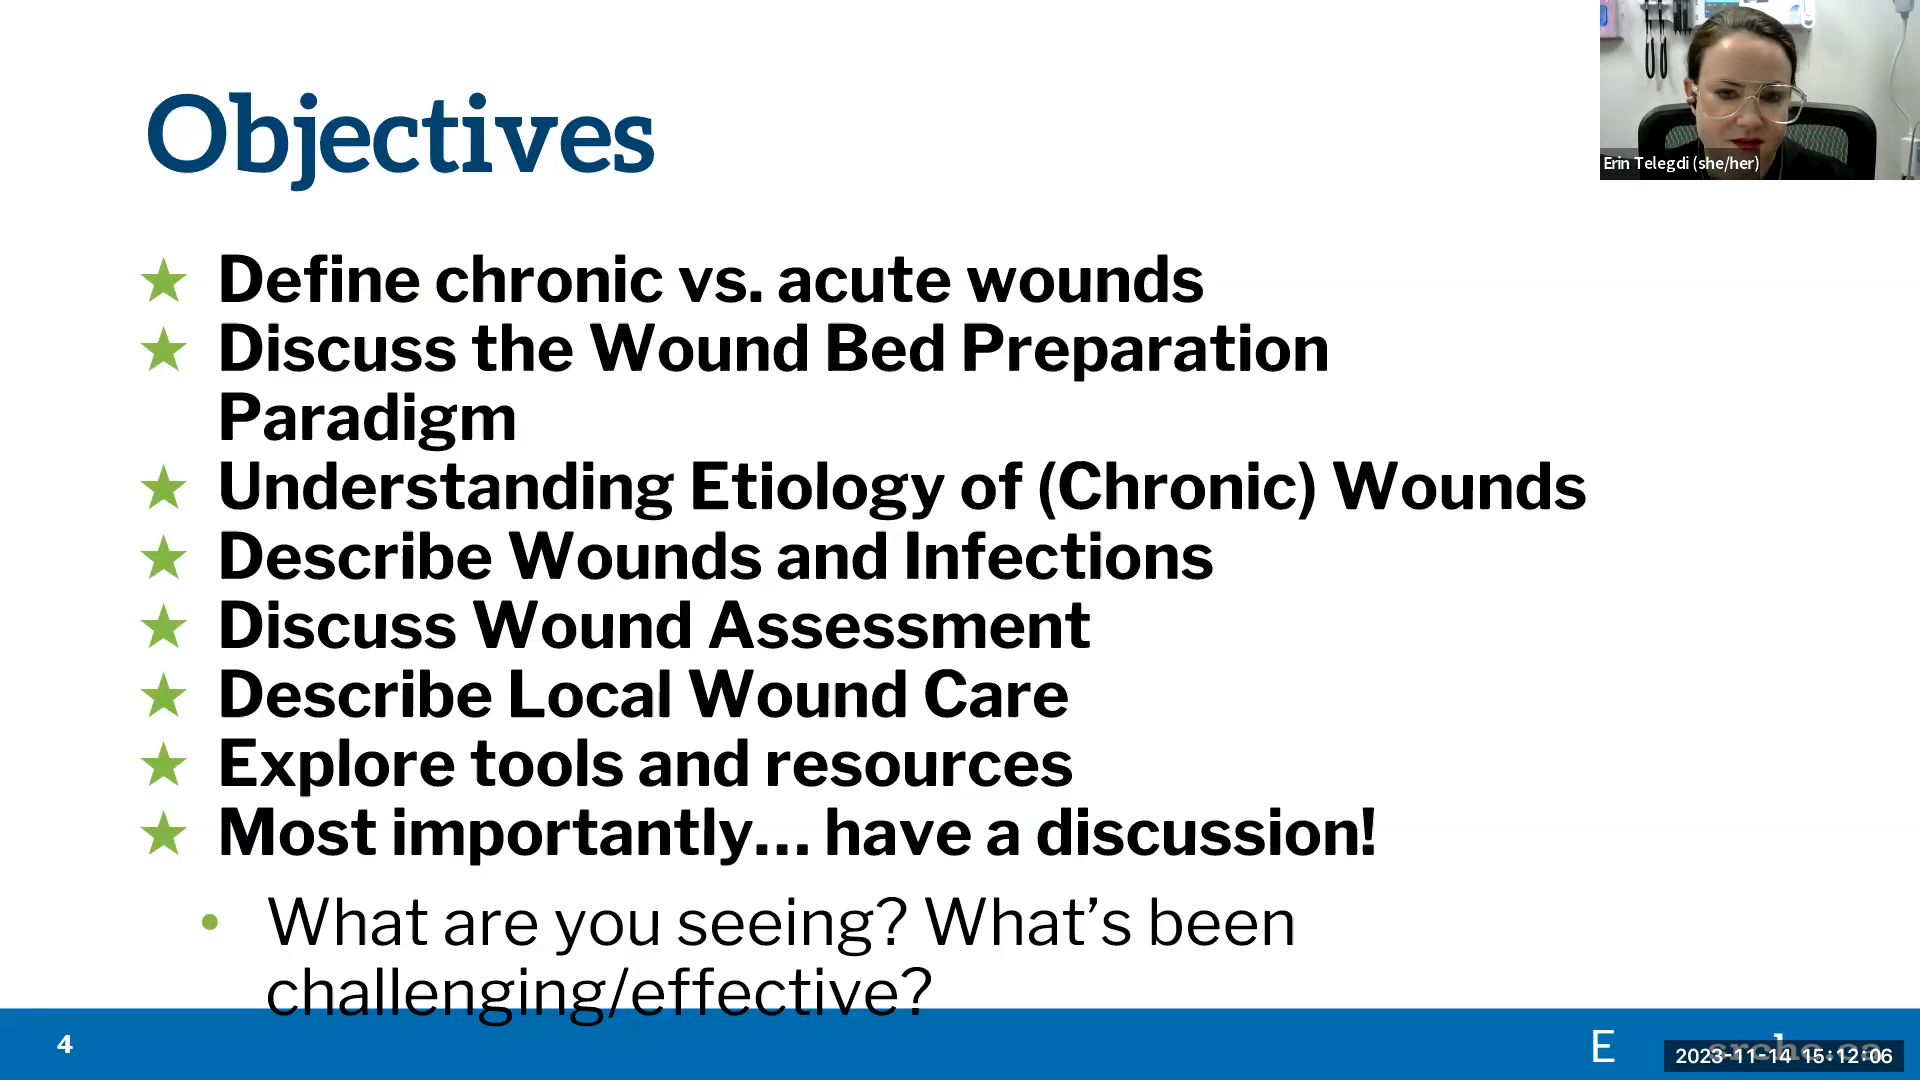 Objectives
Erin Telegdi (she/her)
Define chronic vs. acute wounds
Discuss the Wound Bed Preparation
Paradigm
Understanding Etiology of (Chronic) Wounds
Describe Wounds and Infections
Discuss Wound Assessment
Describe Local Wound Care
Explore tools and resources
Most importantly... have a discussion!
What are you seeing? What's been
challenging/effective?
4
E
2023-11-14 15:12:06